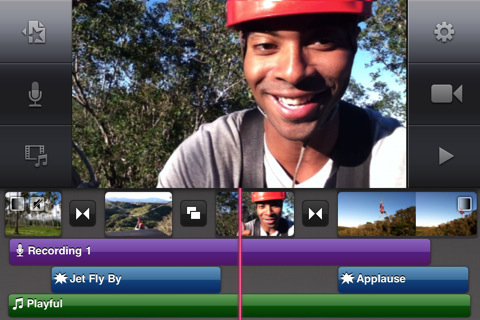 Recording 1
Jet Fly By
Applause
Playful